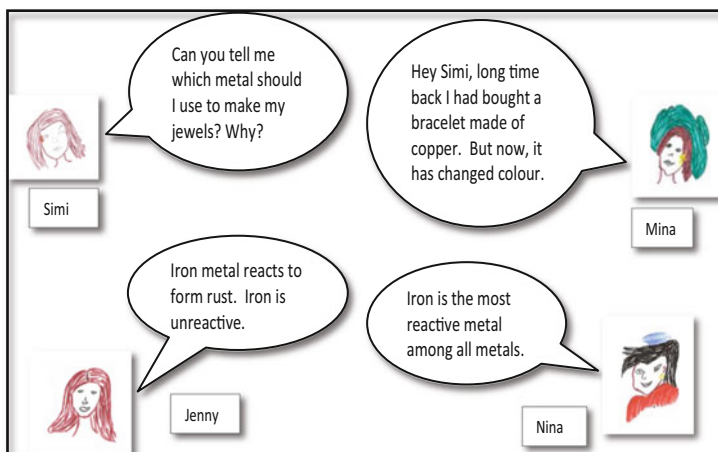 Can you tell me
which metal should
I use to make my
jewels? Why?
Simi
Hey Simi, long time
back I had bought a
bracelet made of
copper.  But now, it
has changed colour.
Mina
Iron metal reacts to
form rust.  Iron is
unreactive.
Jenny
Iron is the most
reactive metal
among all metals.
Nina